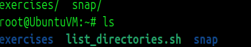 exercises/  snap/
root@UbuntuVM:~# ls
exercises  list_directories.sh  snap